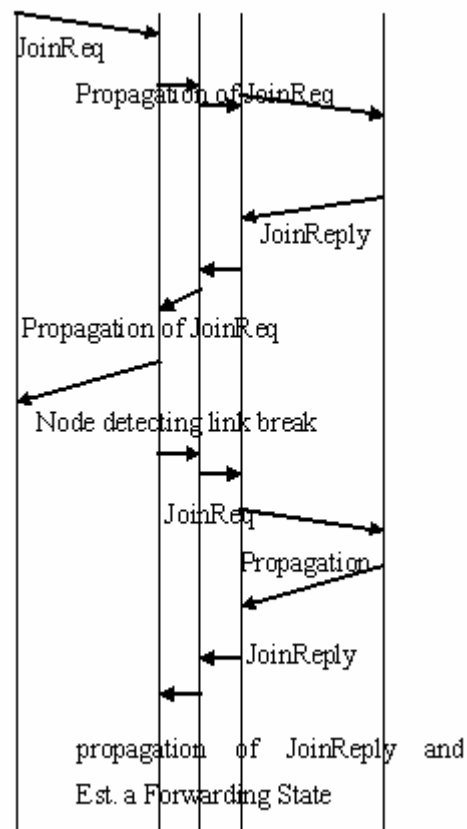 JoinReq
Propagation of JoinReq
JoinReply
Propagation of JoinReq
Node detecting link break
JoinReq
Propagation
JoinReply
propagation of JoinReply and
Est. a Forwarding State